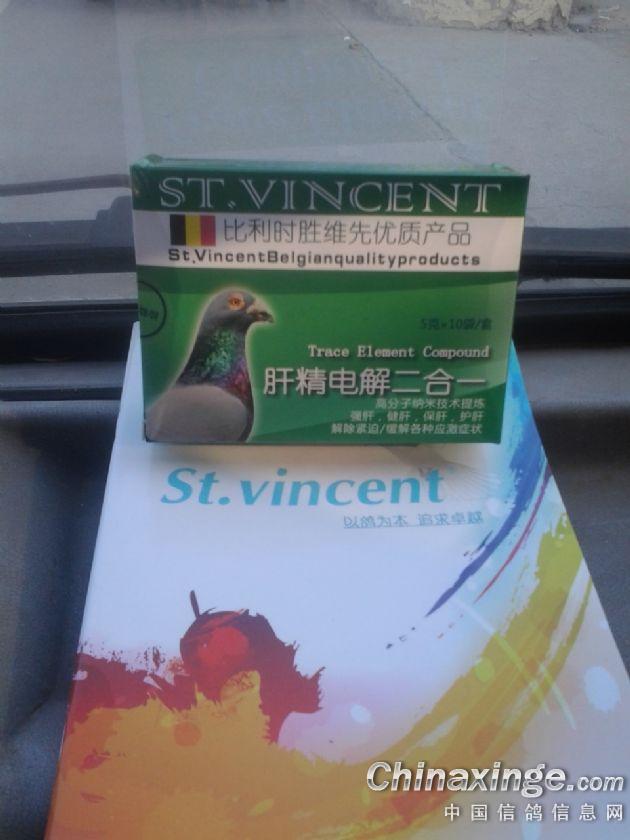 ST.VINCENT
比利时胜维先优质产品
St.VincentBelgianqualityproducts
5克×10袋/盒
Trace Element Compound
肝精电解二合一
高分子纳米技术提炼
强肝，健肝，保肝，护肝
解除紧迫/缓解各种应激症状
St.vincent
以鸽为本 追求卓越
Chinaxinge.com
中国信鸽信息网